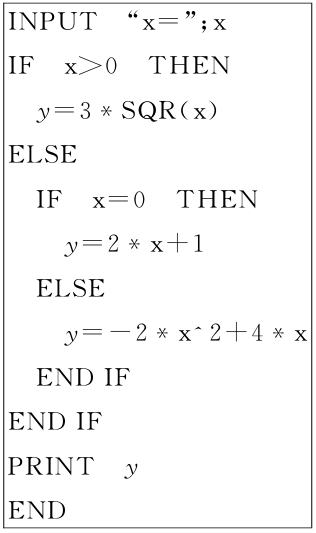 INPUT “x=”;x
IF x>0 THEN
y=3 * SQR(x)
ELSE
IF x=0 THEN
y=2 * x+1
ELSE
y=-2 * x^2+4 * x
END IF
END IF
PRINT y
END